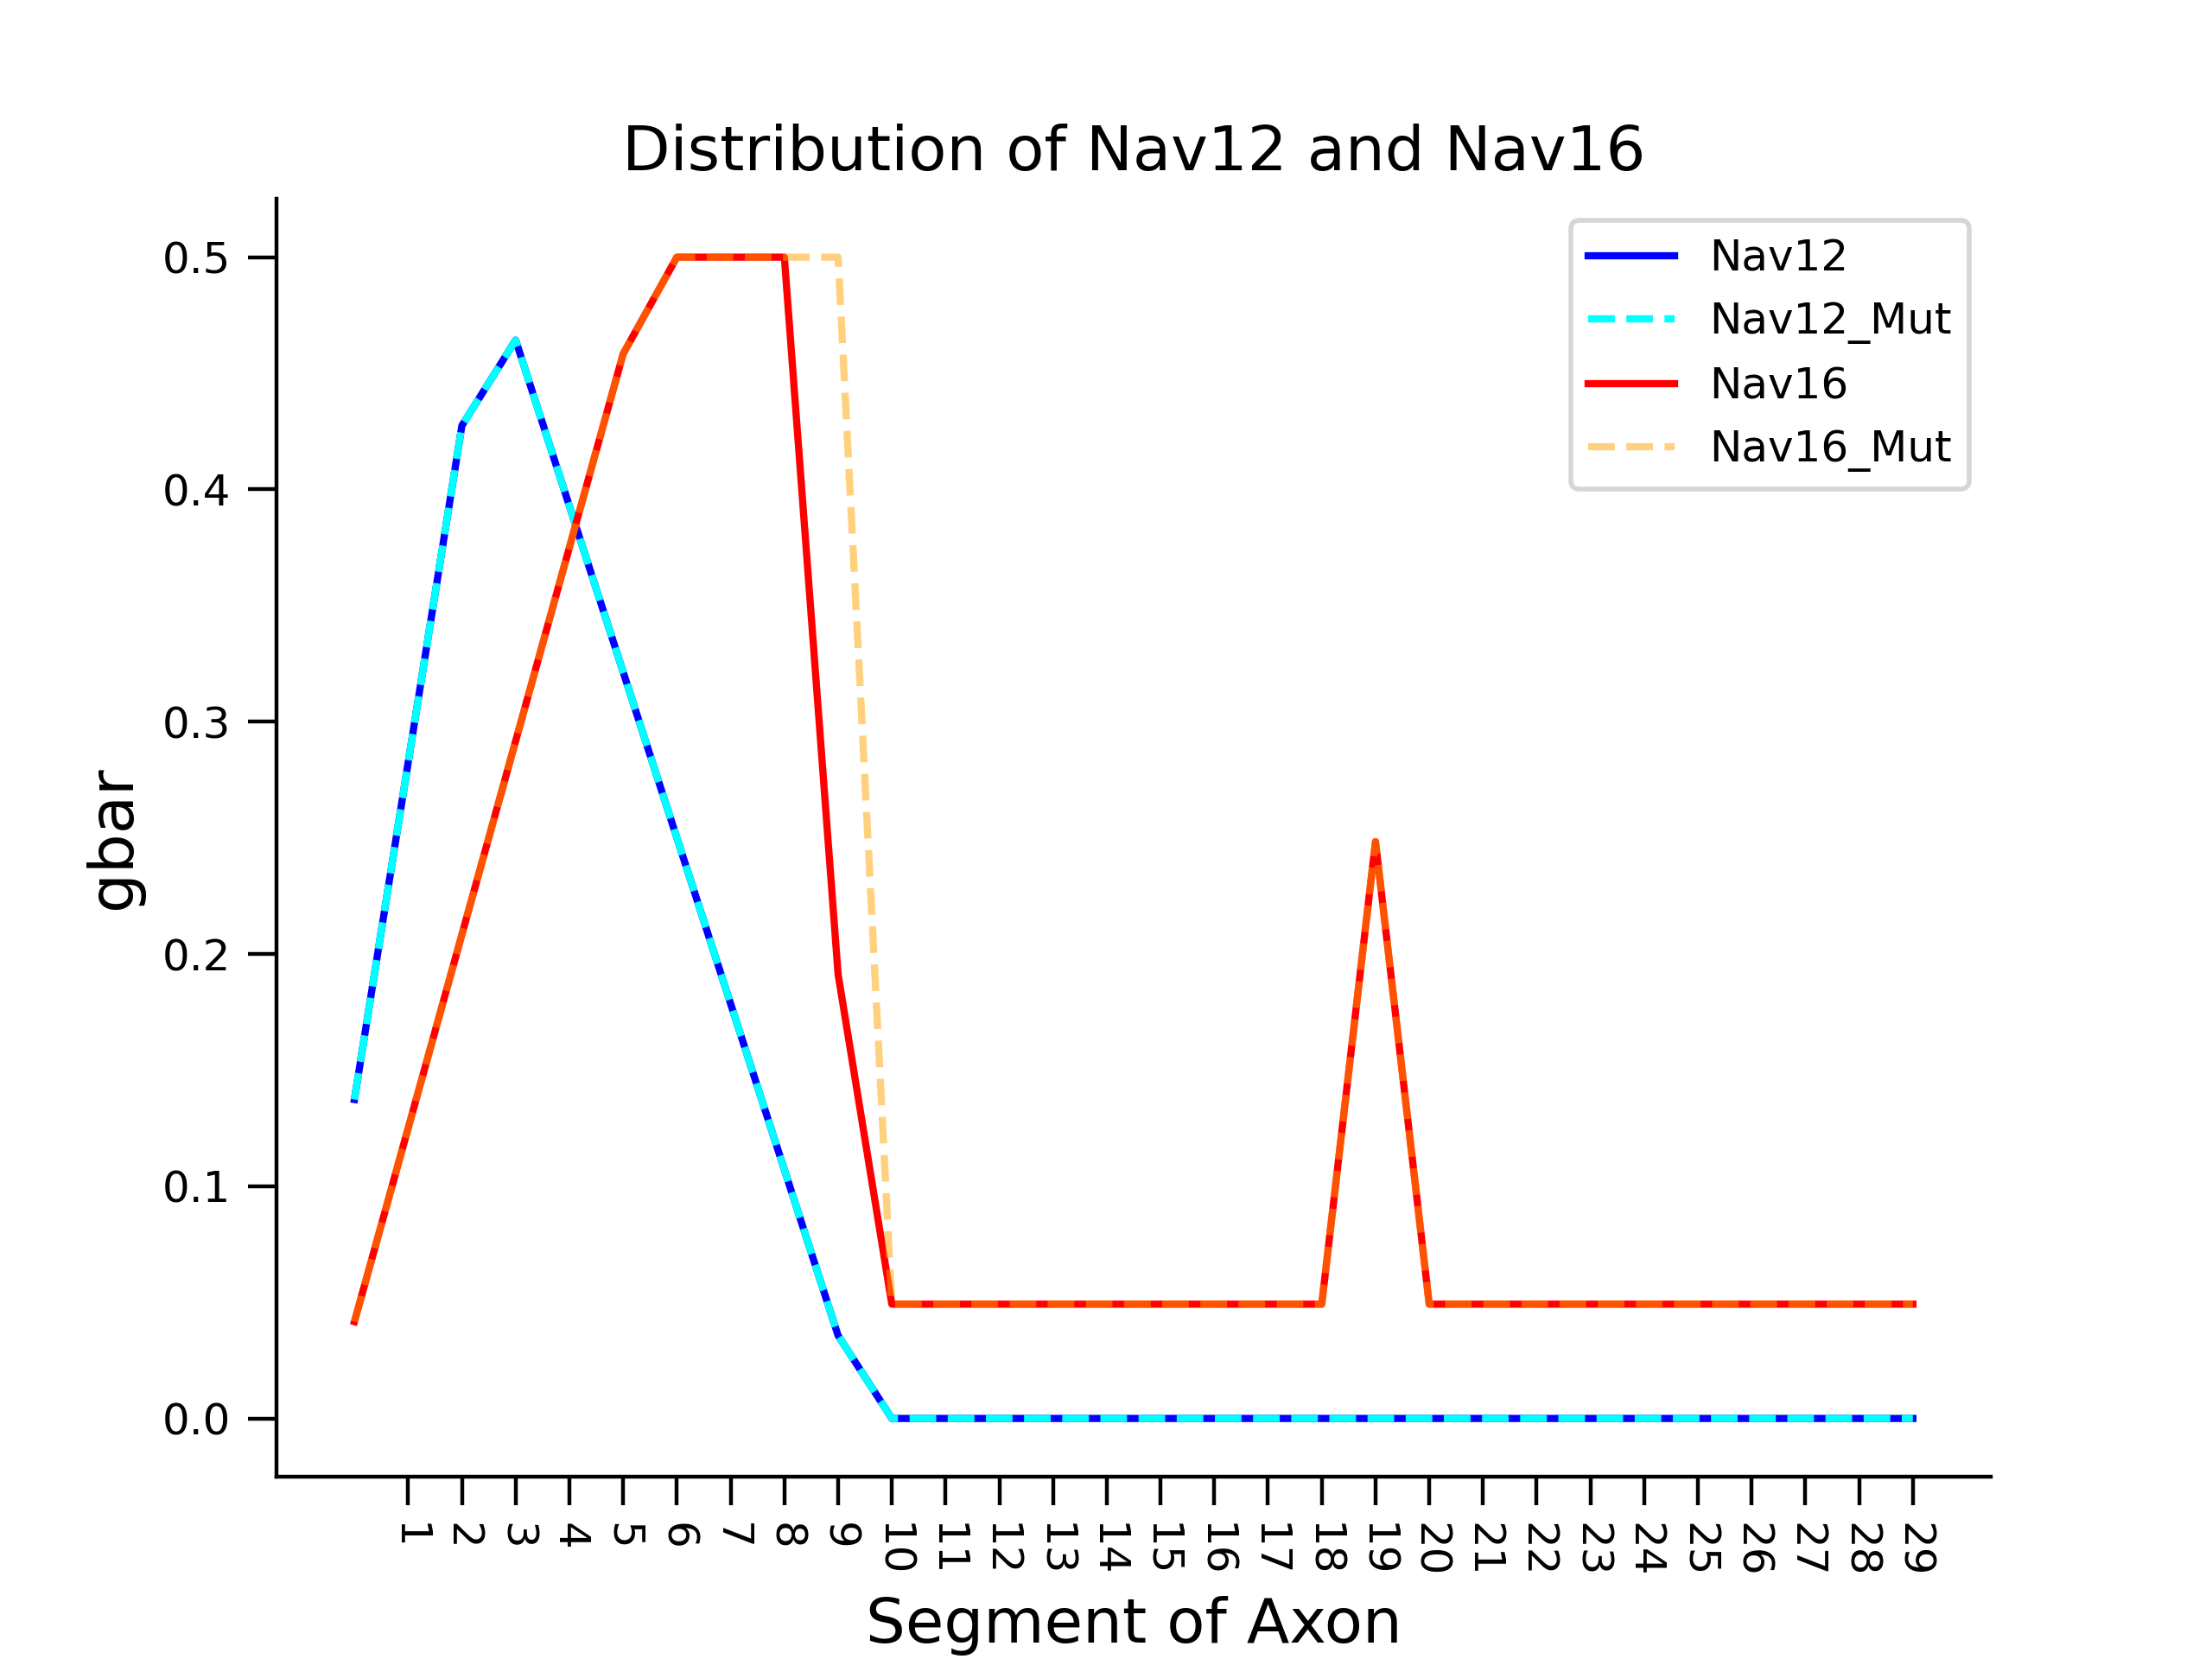 Distribution of Nav12 and Nav16
Nav12
Nav12_Mut
Nav16
Nav16_Mut
gbar
0.5
0.4
0.3
0.2
0.1
0.0
1 2 3 4 5 6 7 8 9 10 11 12 13 14 15 16 17 18 19 20 21 22 23 24 25 26 27 28 29
Segment of Axon